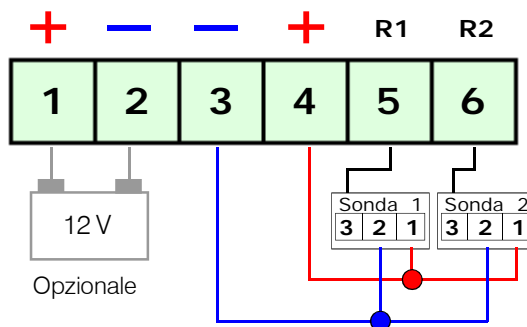 + − − + R1 R2
1 2 3 4 5 6
Sonda 1 Sonda 2
3 2 1 3 2 1
12 V
Opzionale